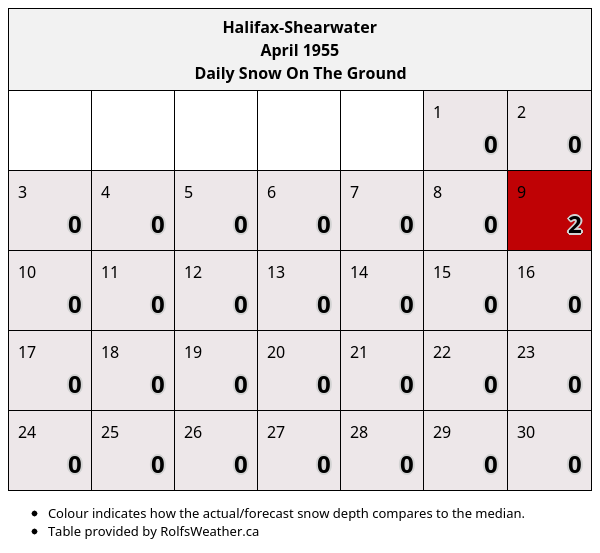 Halifax-Shearwater
April 1955
Daily Snow On The Ground
1 2
0 0
3 4 5 6 7 8 9
0 0 0 0 0 0 2
10 11 12 13 14 15 16
0 0 0 0 0 0 0
17 18 19 20 21 22 23
0 0 0 0 0 0 0
24 25 26 27 28 29 30
0 0 0 0 0 0 0
• Colour indicates how the actual/forecast snow depth compares to the median.
• Table provided by RolfsWeather.ca